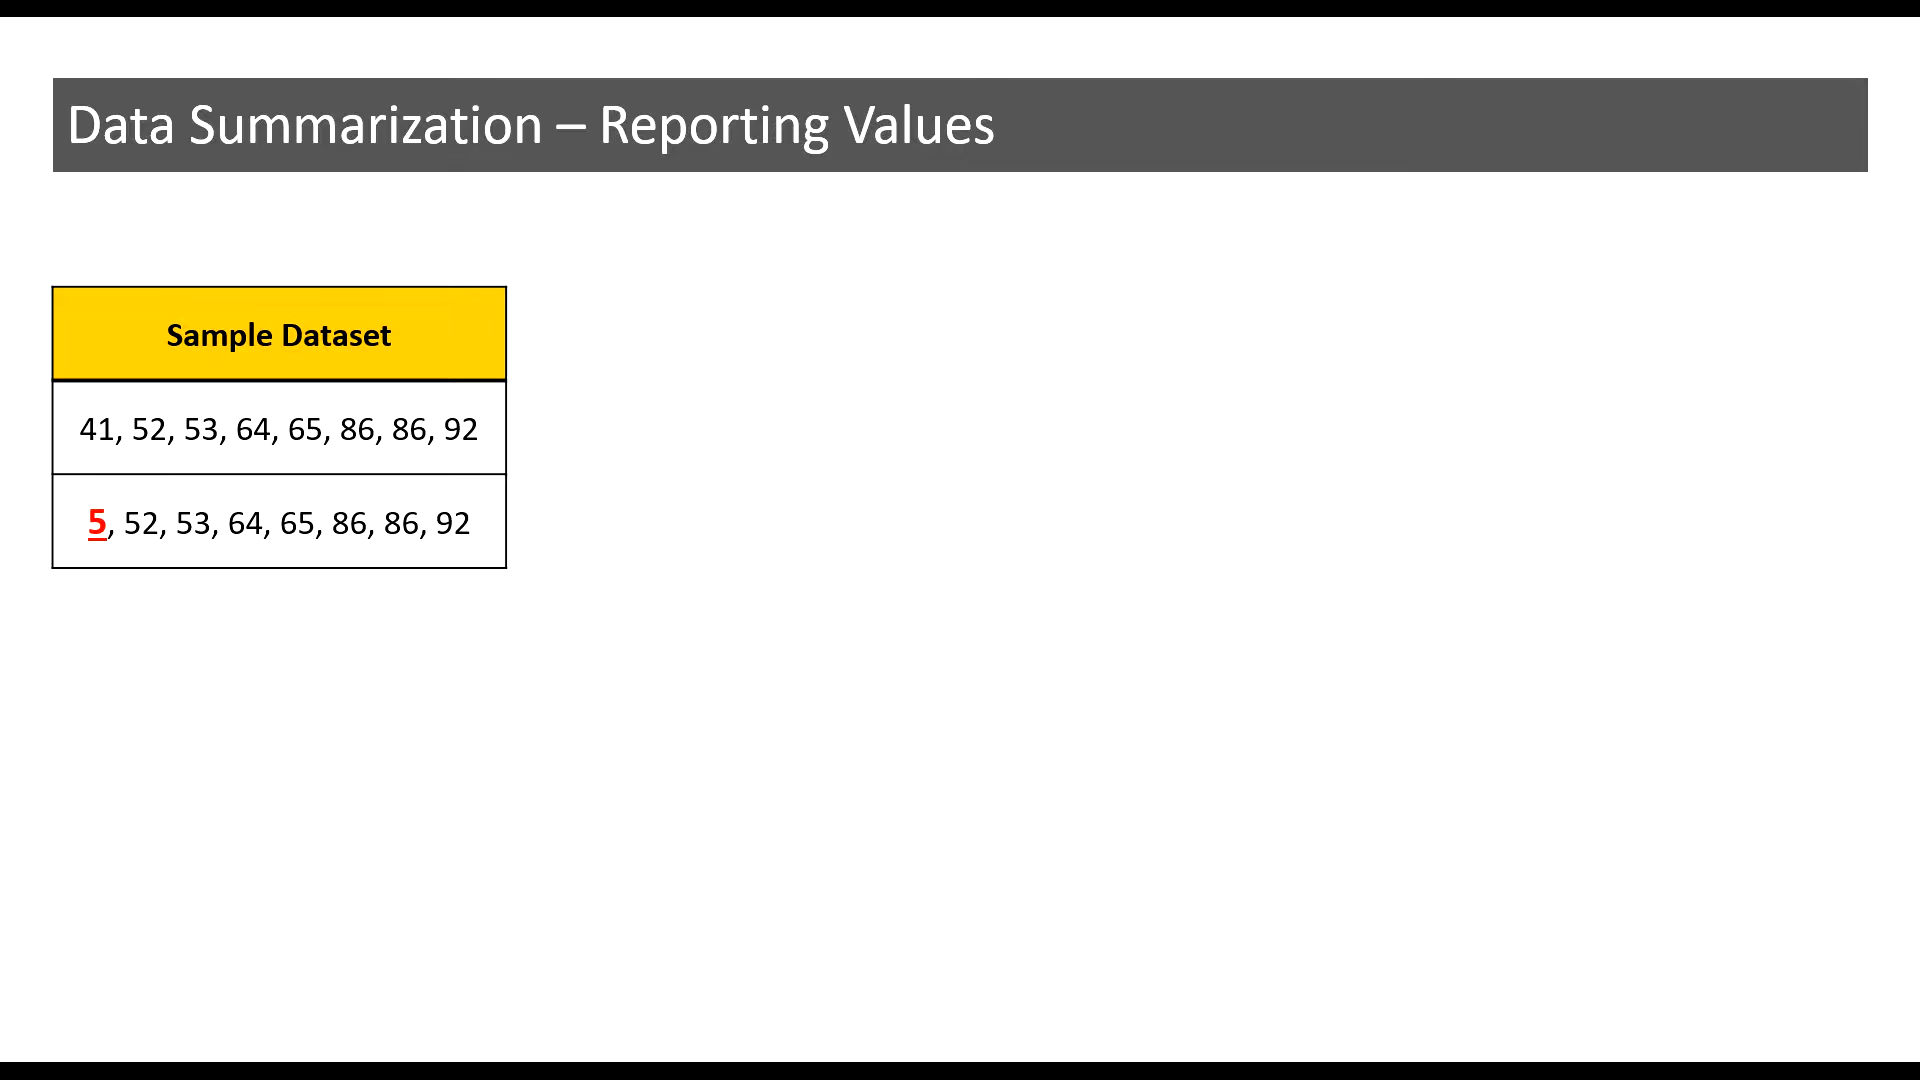 Data Summarization – Reporting Values
Sample Dataset
41, 52, 53, 64, 65, 86, 86, 92
5, 52, 53, 64, 65, 86, 86, 92